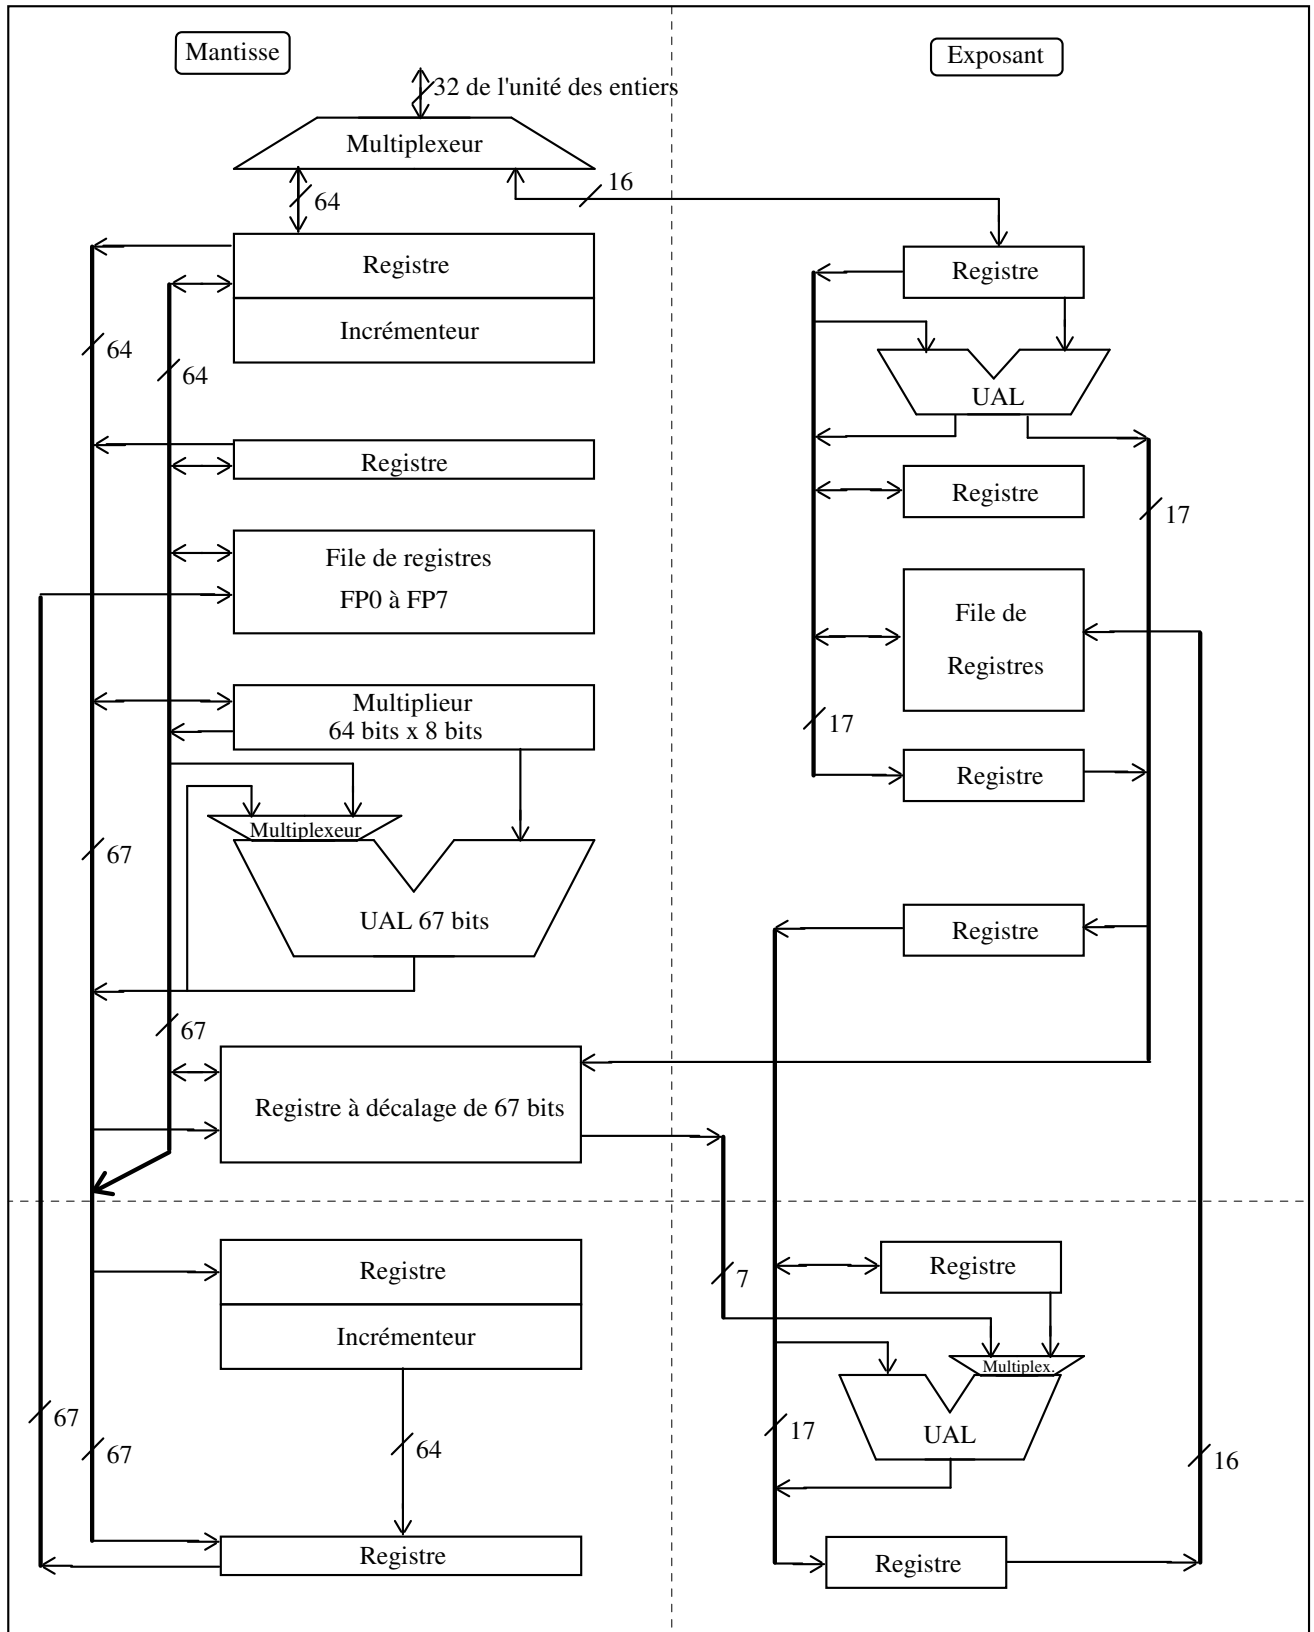 Mantisse
Exposant
32 de l'unité des entiers
Multiplexeur
16
64
Registre
Registre
Incrémenteur
64
64
UAL
Registre
Registre
17
File de registres
FP0 à FP7
File de
Registres
Multiplieur
64 bits x 8 bits
17
Registre
Multiplexeur
67
UAL 67 bits
Registre
67
Registre à décalage de 67 bits
Registre
Registre
7
Incrémenteur
Multiplex.
67
67
64
17
UAL
16
Registre
Registre